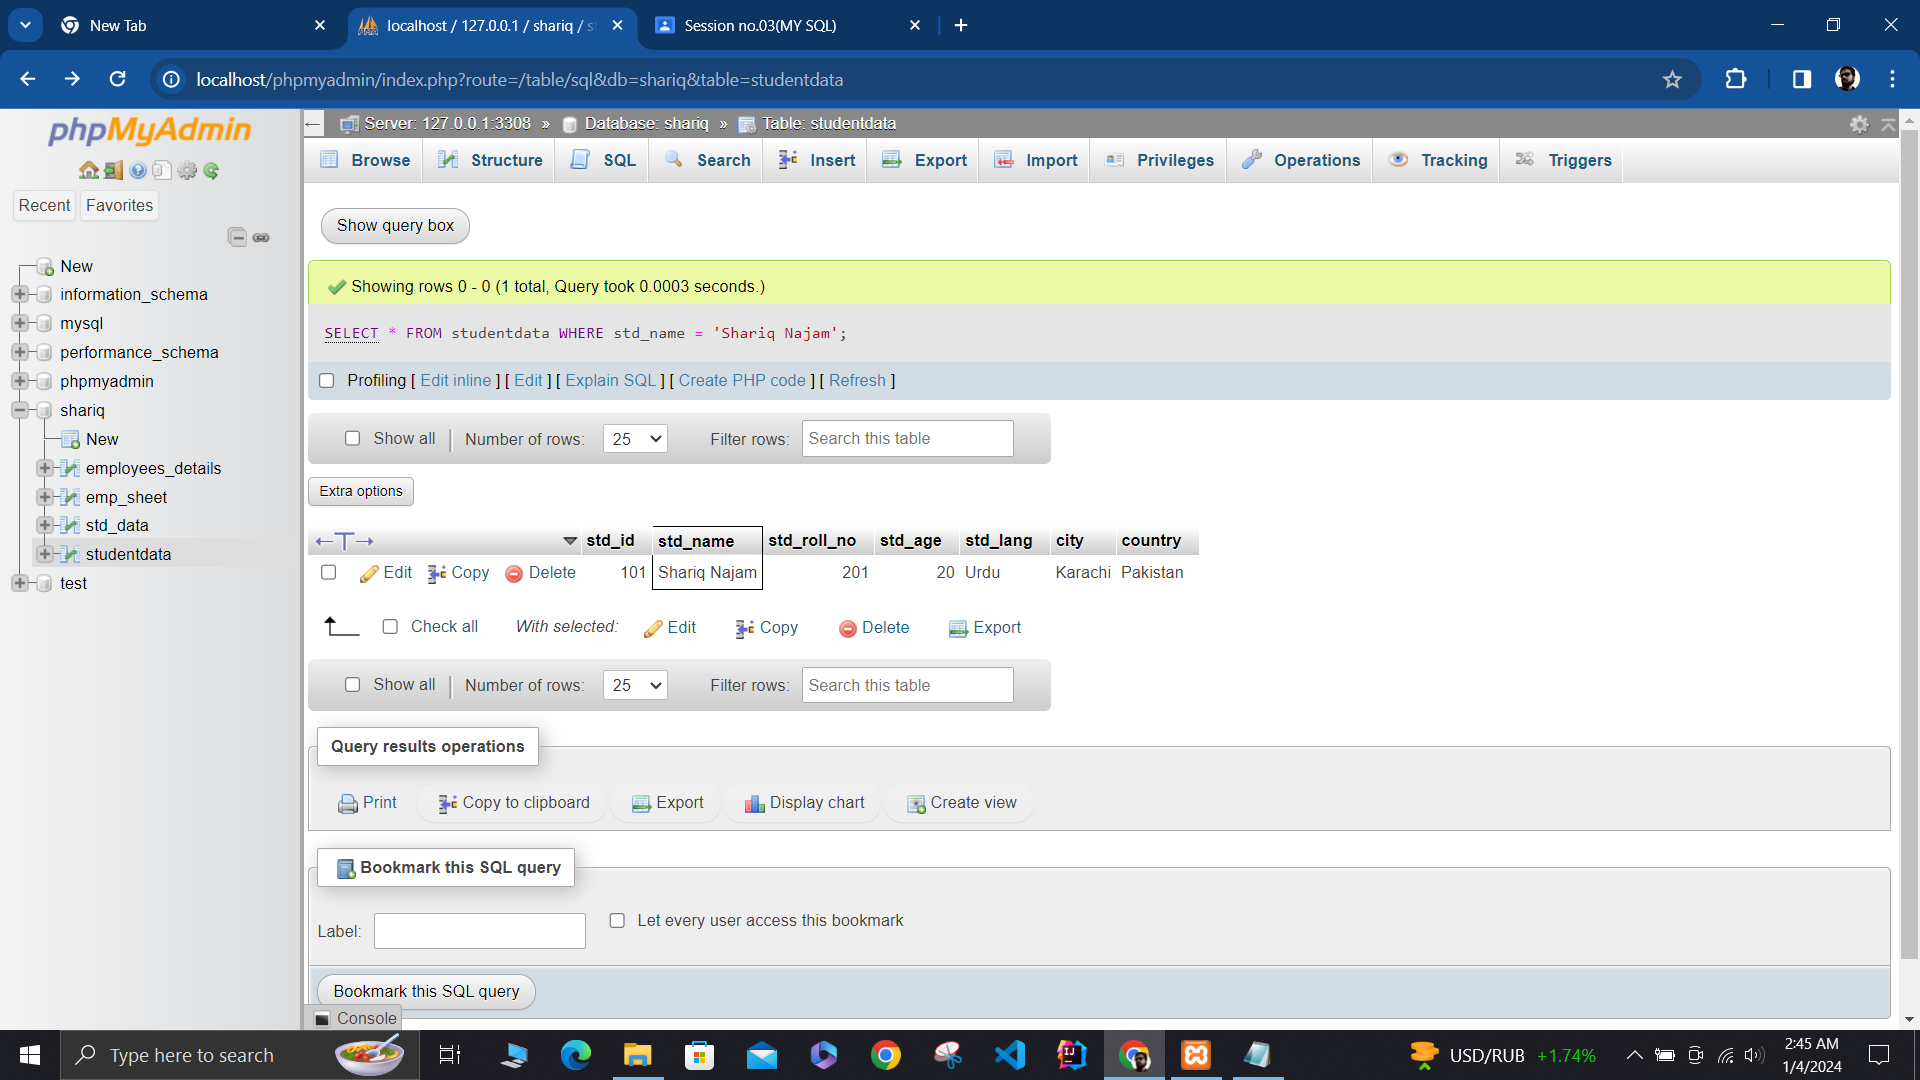 New Tab
localhost / 127.0.0.1 / shariq / s
Session no.03(MY SQL)
localhost/phpmyadmin/index.php?route=/table/sql&db=shariq&table=studentdata
phpMyAdmin
Recent Favorites
New
information_schema
mysql
performance_schema
phpmyadmin
shariq
New
employees_details
emp_sheet
std_data
studentdata
test
Server: 127.0.0.1:3308 » Database: shariq » Table: studentdata
Browse Structure SQL Search Insert Export Import Privileges Operations Tracking Triggers
Show query box
Showing rows 0 - 0 (1 total, Query took 0.0003 seconds.)
SELECT * FROM studentdata WHERE std_name = 'Shariq Najam';
Profiling [ Edit inline ] [ Edit ] [ Explain SQL ] [ Create PHP code ] [ Refresh ]
Show all Number of rows: 25 Filter rows: Search this table
Extra options
std_id std_name std_roll_no std_age std_lang city country
Edit Copy Delete 101 Shariq Najam 201 20 Urdu Karachi Pakistan
Check all With selected: Edit Copy Delete Export
Show all Number of rows: 25 Filter rows: Search this table
Query results operations
Print Copy to clipboard Export Display chart Create view
Bookmark this SQL query
Label: Let every user access this bookmark
Bookmark this SQL query
Console
Type here to search
USD/RUB +1.74%
2:45 AM
1/4/2024